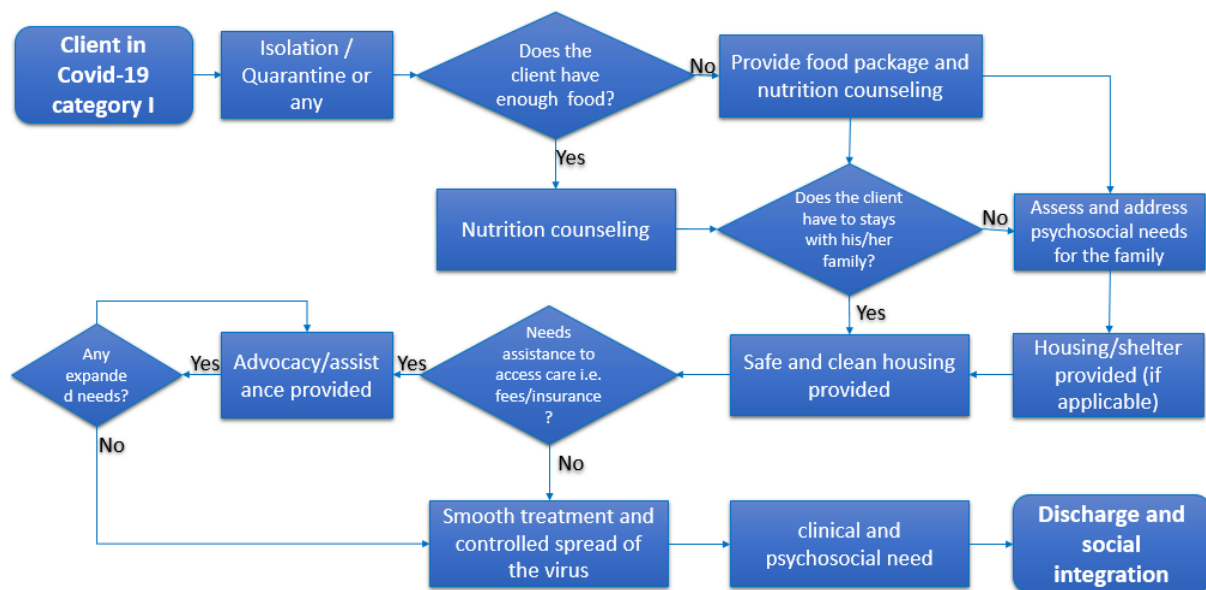 Client in
Covid-19
category I
Isolation /
Quarantine or
any
Does the
client have
enough food?
No
Provide food package and
nutrition counseling
Yes
Nutrition counseling
Does the client
have to stays
with his/her
family?
No
Assess and address
psychosocial needs
for the family
Yes
Any
expande
d needs?
Yes
Advocacy/assist
ance provided
Yes
Needs
assistance to
access care i.e.
fees/insurance
?
Safe and clean housing
provided
Housing/shelter
provided (if
applicable)
No
No
Smooth treatment and
controlled spread of
the virus
clinical and
psychosocial need
Discharge and
social
integration